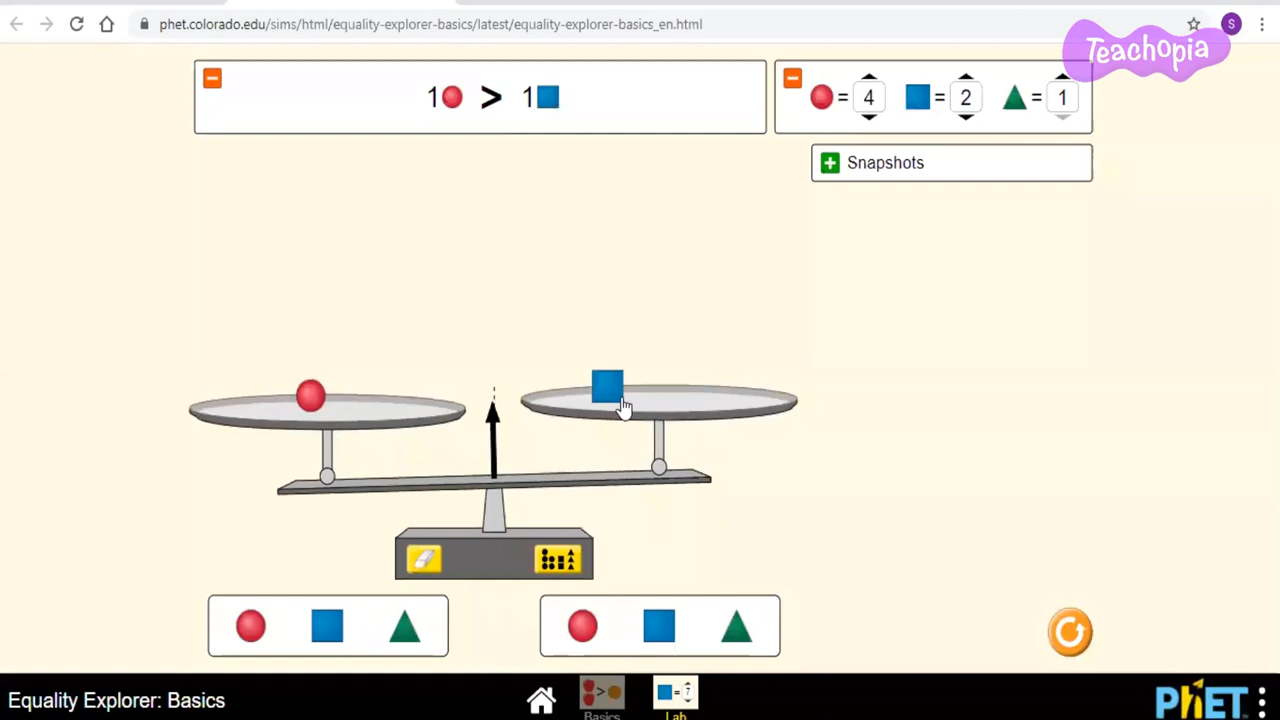 phet.colorado.edu/sims/html/equality-explorer-basics/latest/equality-explorer-basics_en.html
S
Teachopia
1 > 1
= 4 = 2 = 1
Snapshots
Equality Explorer: Basics
> 
Basics
= 7
Lab
PhET